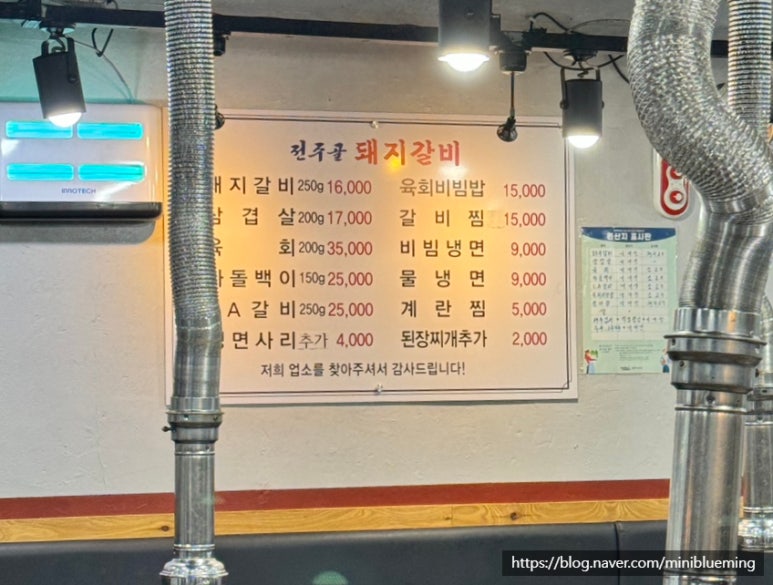 전주골 돼지갈비
돼지갈비 250g 16,000
삼겹살 200g 17,000
육회 200g 35,000
차돌백이 150g 25,000
LA갈비 250g 25,000
냉면사리 추가 4,000
육회비빔밥 15,000
갈비찜 15,000
비빔냉면 9,000
물냉면 9,000
계란찜 5,000
된장찌개추가 2,000
저희 업소를 찾아주셔서 감사드립니다!
INROTECH
원산지 표시판
https://blog.naver.com/miniblueming